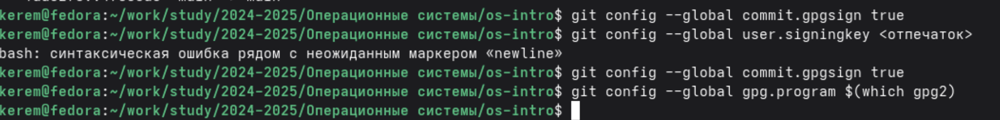 kerem@fedora:~/work/study/2024-2025/Операционные системы/os-intro$ git config --global commit.gpgsign true
kerem@fedora:~/work/study/2024-2025/Операционные системы/os-intro$ git config --global user.signingkey <отпечаток>
bash: синтаксическая ошибка рядом с неожиданным маркером «newline»
kerem@fedora:~/work/study/2024-2025/Операционные системы/os-intro$ git config --global commit.gpgsign true
kerem@fedora:~/work/study/2024-2025/Операционные системы/os-intro$ git config --global gpg.program $(which gpg2)
kerem@fedora:~/work/study/2024-2025/Операционные системы/os-intro$